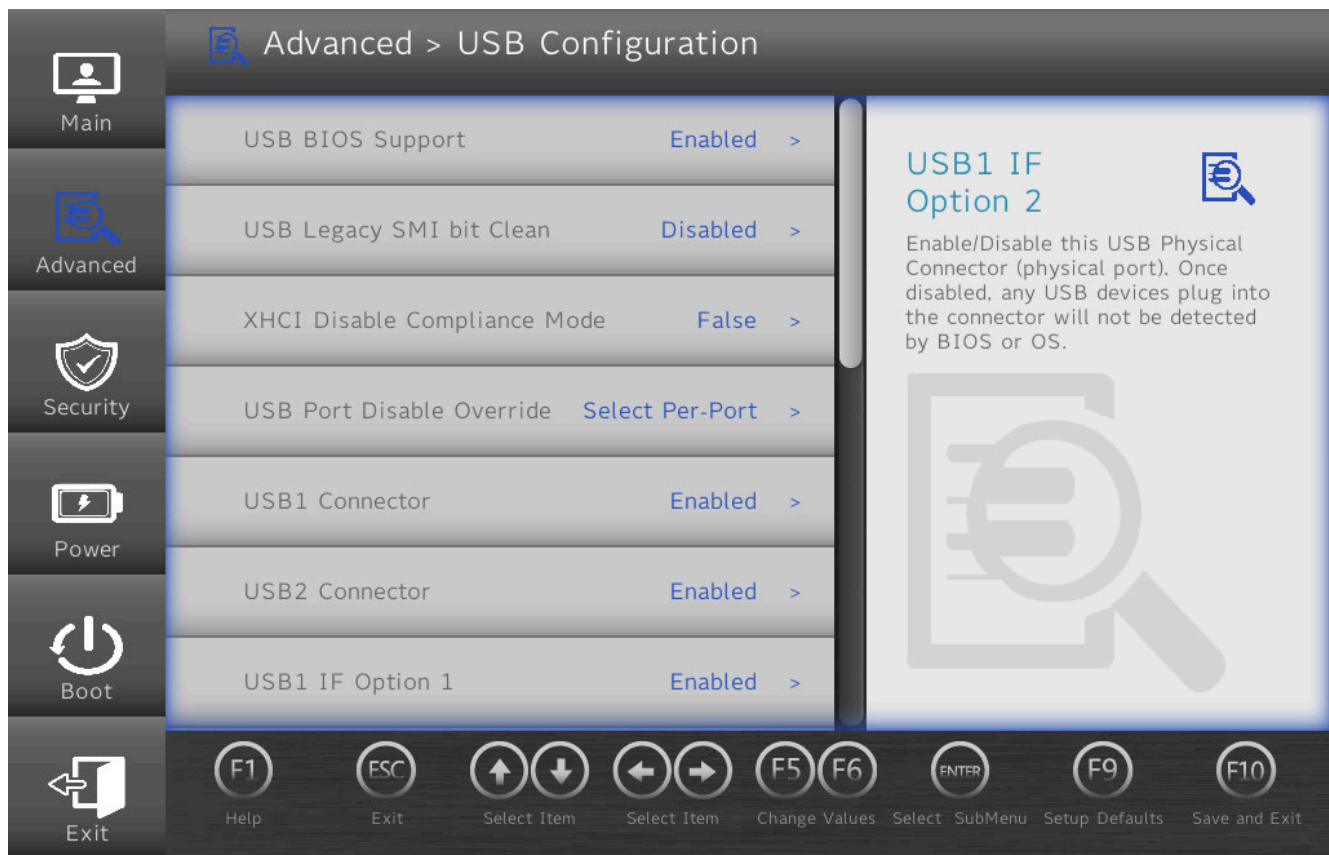 Advanced > USB Configuration
Main
Advanced
Security
Power
Boot
Exit
USB BIOS Support Enabled >
USB Legacy SMI bit Clean Disabled >
XHCI Disable Compliance Mode False >
USB Port Disable Override Select Per-Port >
USB1 Connector Enabled >
USB2 Connector Enabled >
USB1 IF Option 1 Enabled >
USB1 IF
Option 2
Enable/Disable this USB Physical
Connector (physical port). Once
disabled, any USB devices plug into
the connector will not be detected
by BIOS or OS.
F1 ESC F5 F6 ENTER F9 F10
Help Exit Select Item Select Item Change Values Select SubMenu Setup Defaults Save and Exit